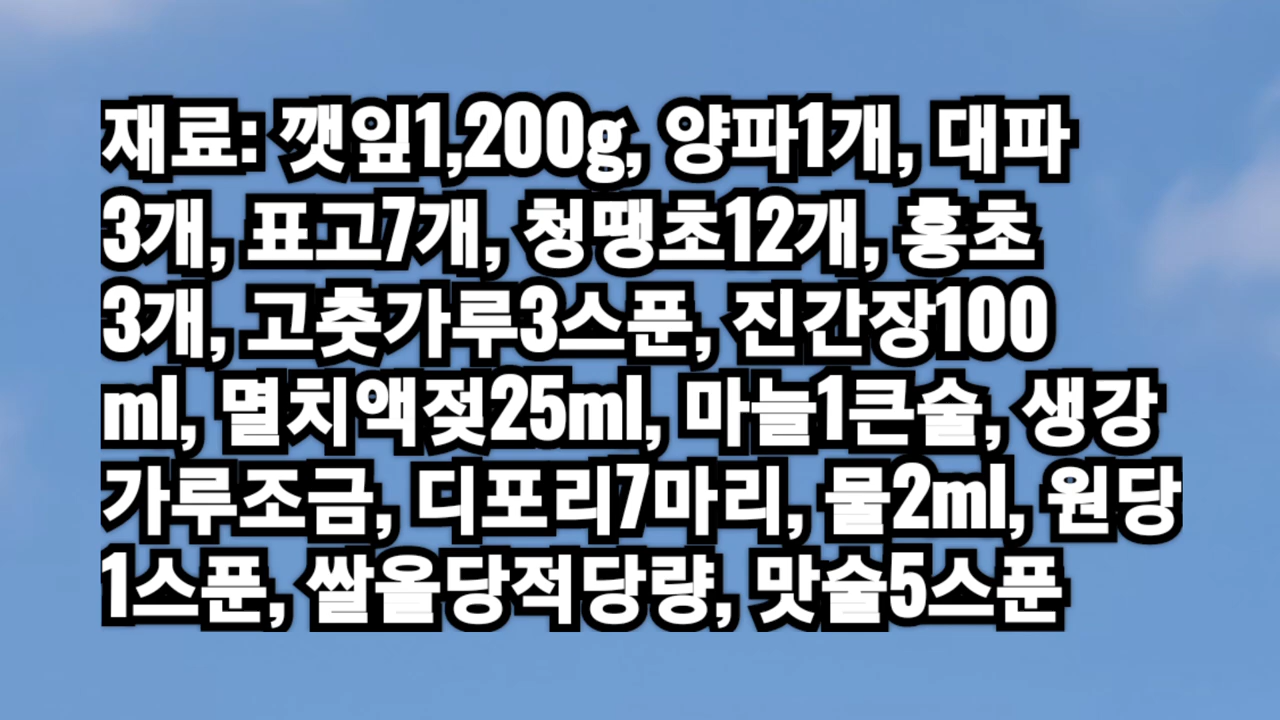 재료: 깻잎1,200g, 양파1개, 대파
3개, 표고7개, 청땡초12개, 홍초
3개, 고춧가루3스푼, 진간장100
ml, 멸치액젖25ml, 마늘1큰술, 생강
가루조금, 디포리7마리, 물2ml, 원당
1스푼, 쌀올당적당량, 맛술5스푼